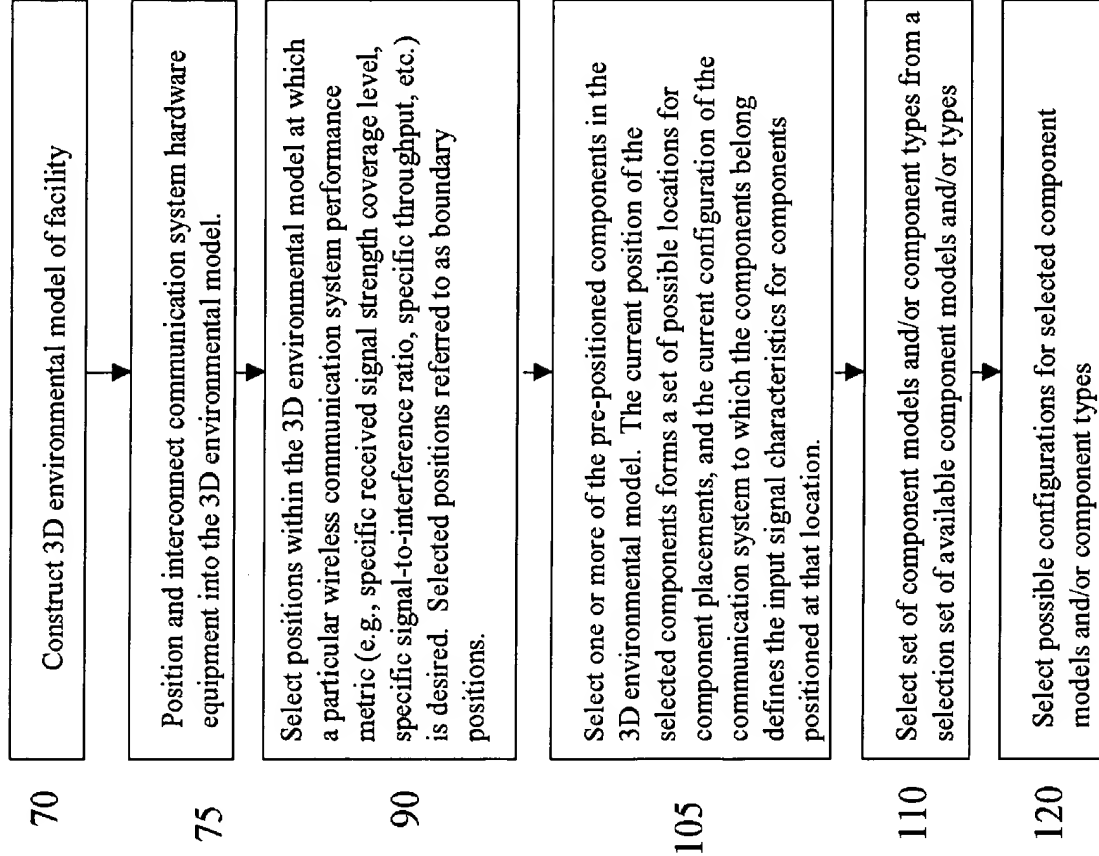 70
Construct 3D environmental model of facility
75
Position and interconnect communication system hardware
equipment into the 3D environmental model.
90
Select positions within the 3D environmental model at which
a particular wireless communication system performance
metric (e.g., specific received signal strength coverage level,
specific signal-to-interference ratio, specific throughput, etc.)
is desired. Selected positions referred to as boundary
positions.
105
Select one or more of the pre-positioned components in the
3D environmental model. The current position of the
selected components forms a set of possible locations for
component placements, and the current configuration of the
communication system to which the components belong
defines the input signal characteristics for components
positioned at that location.
110
Select set of component models and/or component types from a
selection set of available component models and/or types
120
Select possible configurations for selected component
models and/or component types